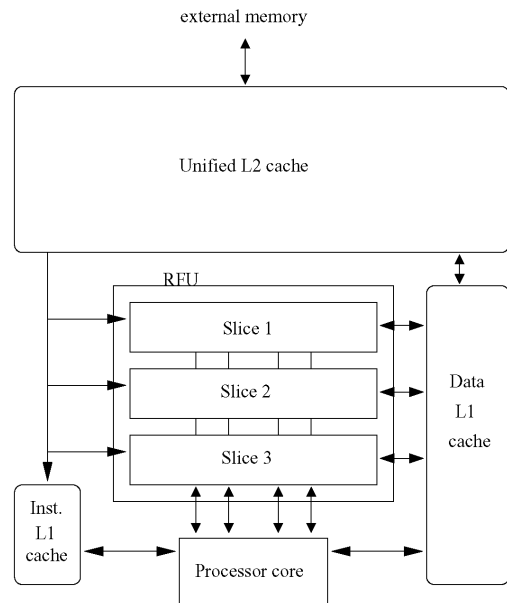 external memory
Unified L2 cache
RFU
Slice 1
Slice 2
Slice 3
Data
L1
cache
Inst.
L1
cache
Processor core